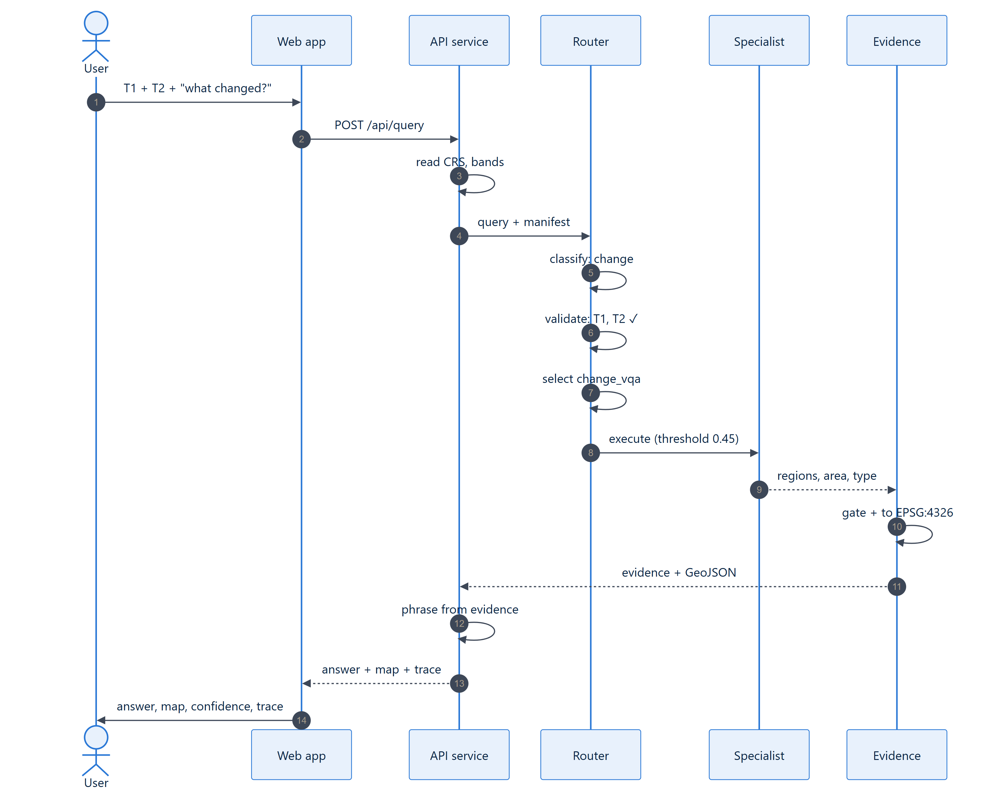 User
Web app
API service
Router
Specialist
Evidence
T1 + T2 + "what changed?"
1
POST /api/query
2
read CRS, bands
3
query + manifest
4
classify: change
5
validate: T1, T2 ✓
6
select change_vqa
7
execute (threshold 0.45)
8
regions, area, type
9
gate + to EPSG:4326
10
evidence + GeoJSON
11
phrase from evidence
12
answer + map + trace
13
answer, map, confidence, trace
14
User
Web app
API service
Router
Specialist
Evidence